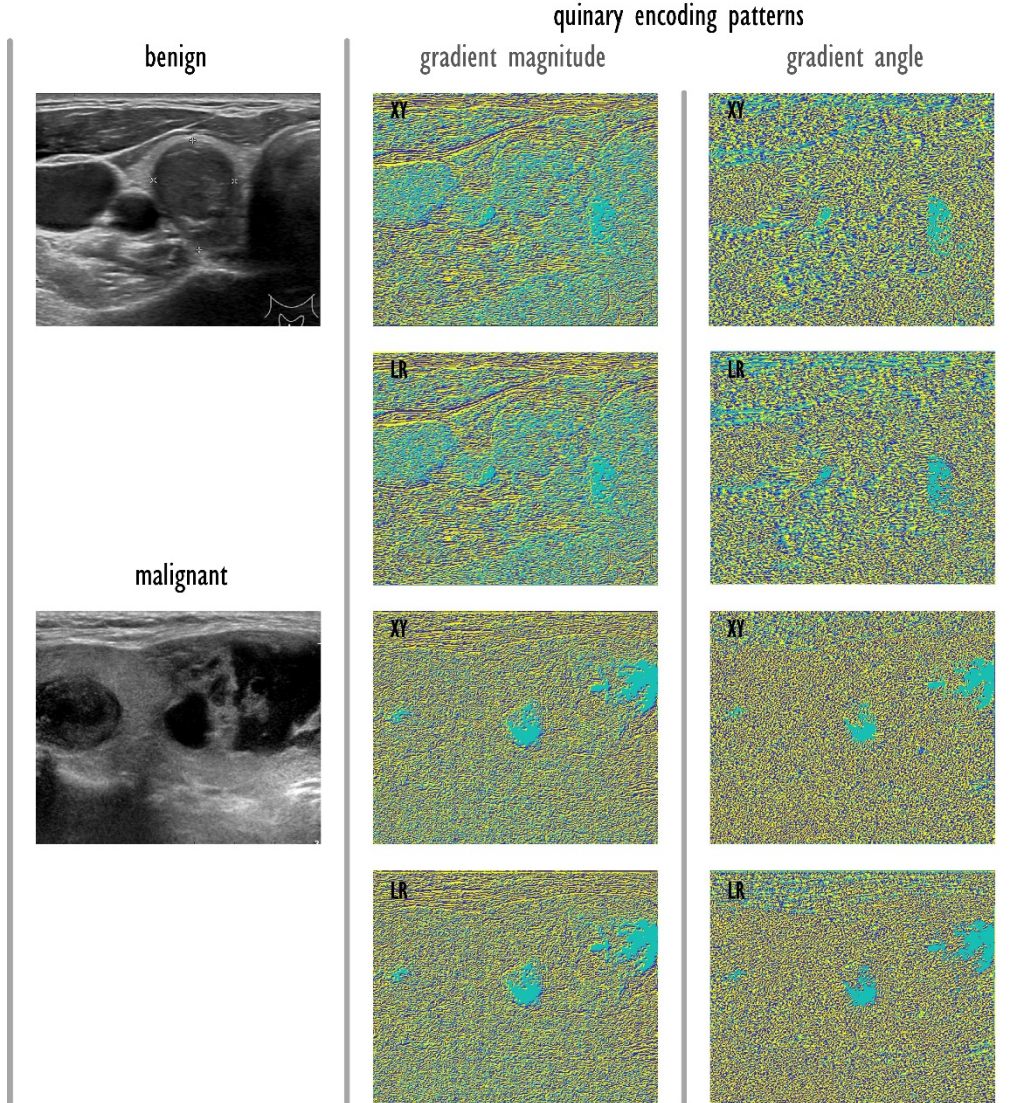 quinary encoding patterns
benign
gradient magnitude
gradient angle
XY
XY
LR
LR
malignant
XY
XY
LR
LR